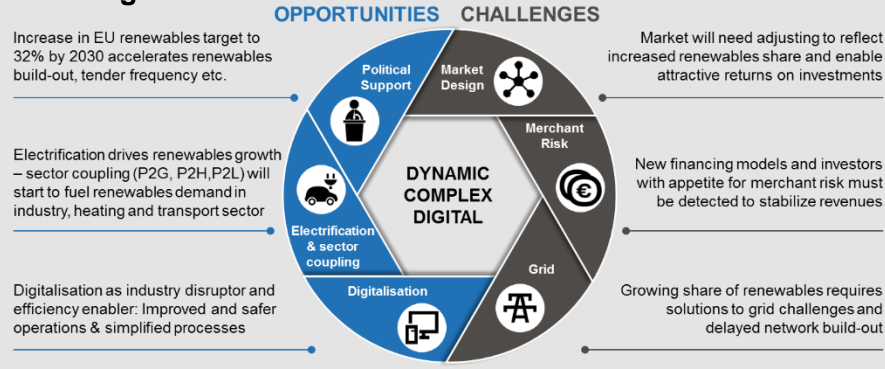 OPPORTUNITIES CHALLENGES
Increase in EU renewables target to
32% by 2030 accelerates renewables
build-out, tender frequency etc.
Electrification drives renewables growth
– sector coupling (P2G, P2H,P2L) will
start to fuel renewables demand in
industry, heating and transport sector
Digitalisation as industry disruptor and
efficiency enabler: Improved and safer
operations & simplified processes
Political
Support
Market
Design
Merchant
Risk
Electrification
& sector
coupling
Digitalisation
Grid
DYNAMIC
COMPLEX
DIGITAL
€
Market will need adjusting to reflect
increased renewables share and enable
attractive returns on investments
New financing models and investors
with appetite for merchant risk must
be detected to stabilize revenues
Growing share of renewables requires
solutions to grid challenges and
delayed network build-out